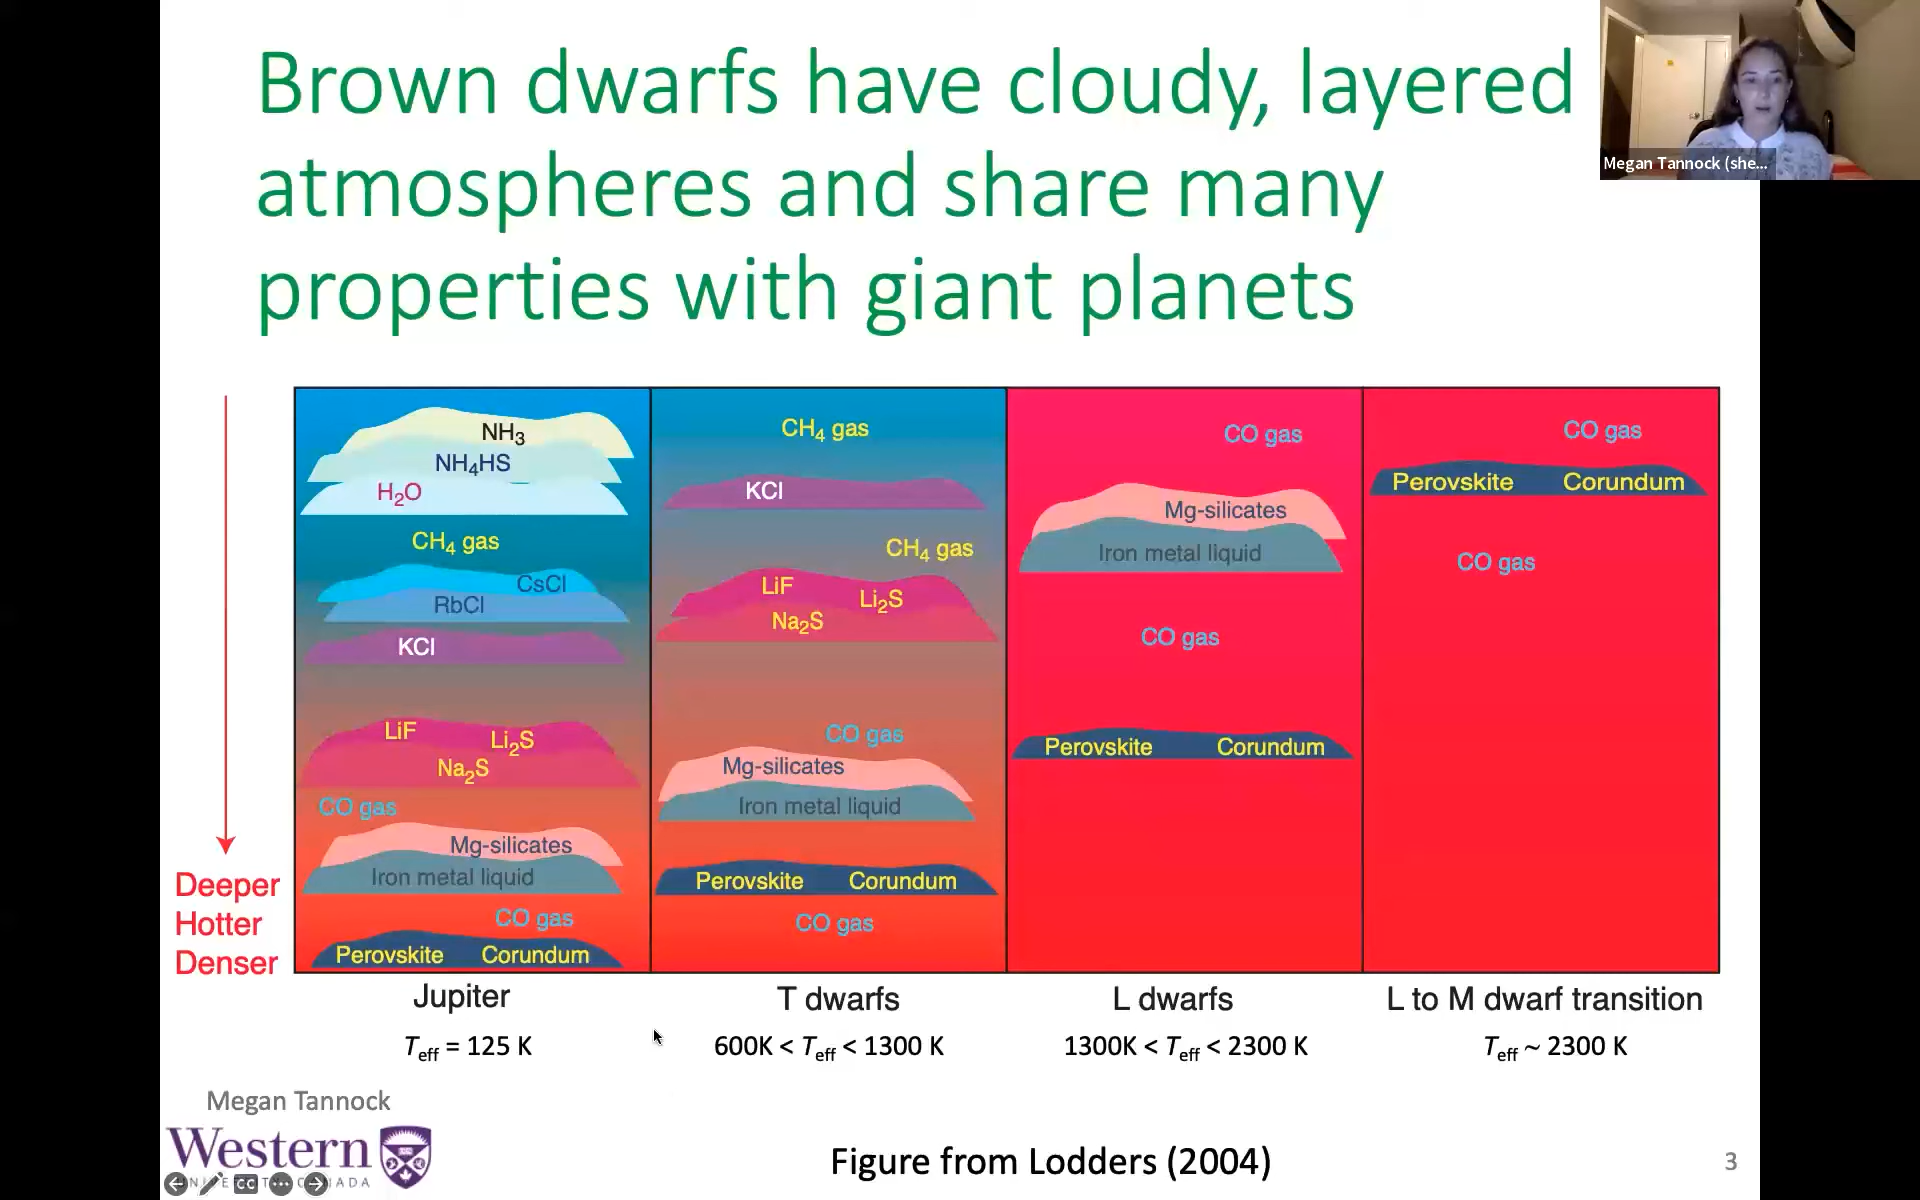 Brown dwarfs have cloudy, layered
atmospheres and share many
properties with giant planets
Megan Tannock (she...
NH₃
NH₄HS
H₂O
CH₄ gas
CsCl
RbCl
KCl
LiF
Li₂S
Na₂S
CO gas
Mg-silicates
Iron metal liquid
CO gas
Perovskite Corundum
CH₄ gas
KCl
CH₄ gas
LiF
Li₂S
Na₂S
CO gas
Mg-silicates
Iron metal liquid
Perovskite Corundum
CO gas
CO gas
Mg-silicates
Iron metal liquid
CO gas
Perovskite Corundum
CO gas
Perovskite Corundum
CO gas
Deeper
Hotter
Denser
Jupiter
T dwarfs
L dwarfs
L to M dwarf transition
Teff = 125 K
600K < Teff < 1300 K
1300K < Teff < 2300 K
Teff ~ 2300 K
Megan Tannock
Western
Figure from Lodders (2004)
3